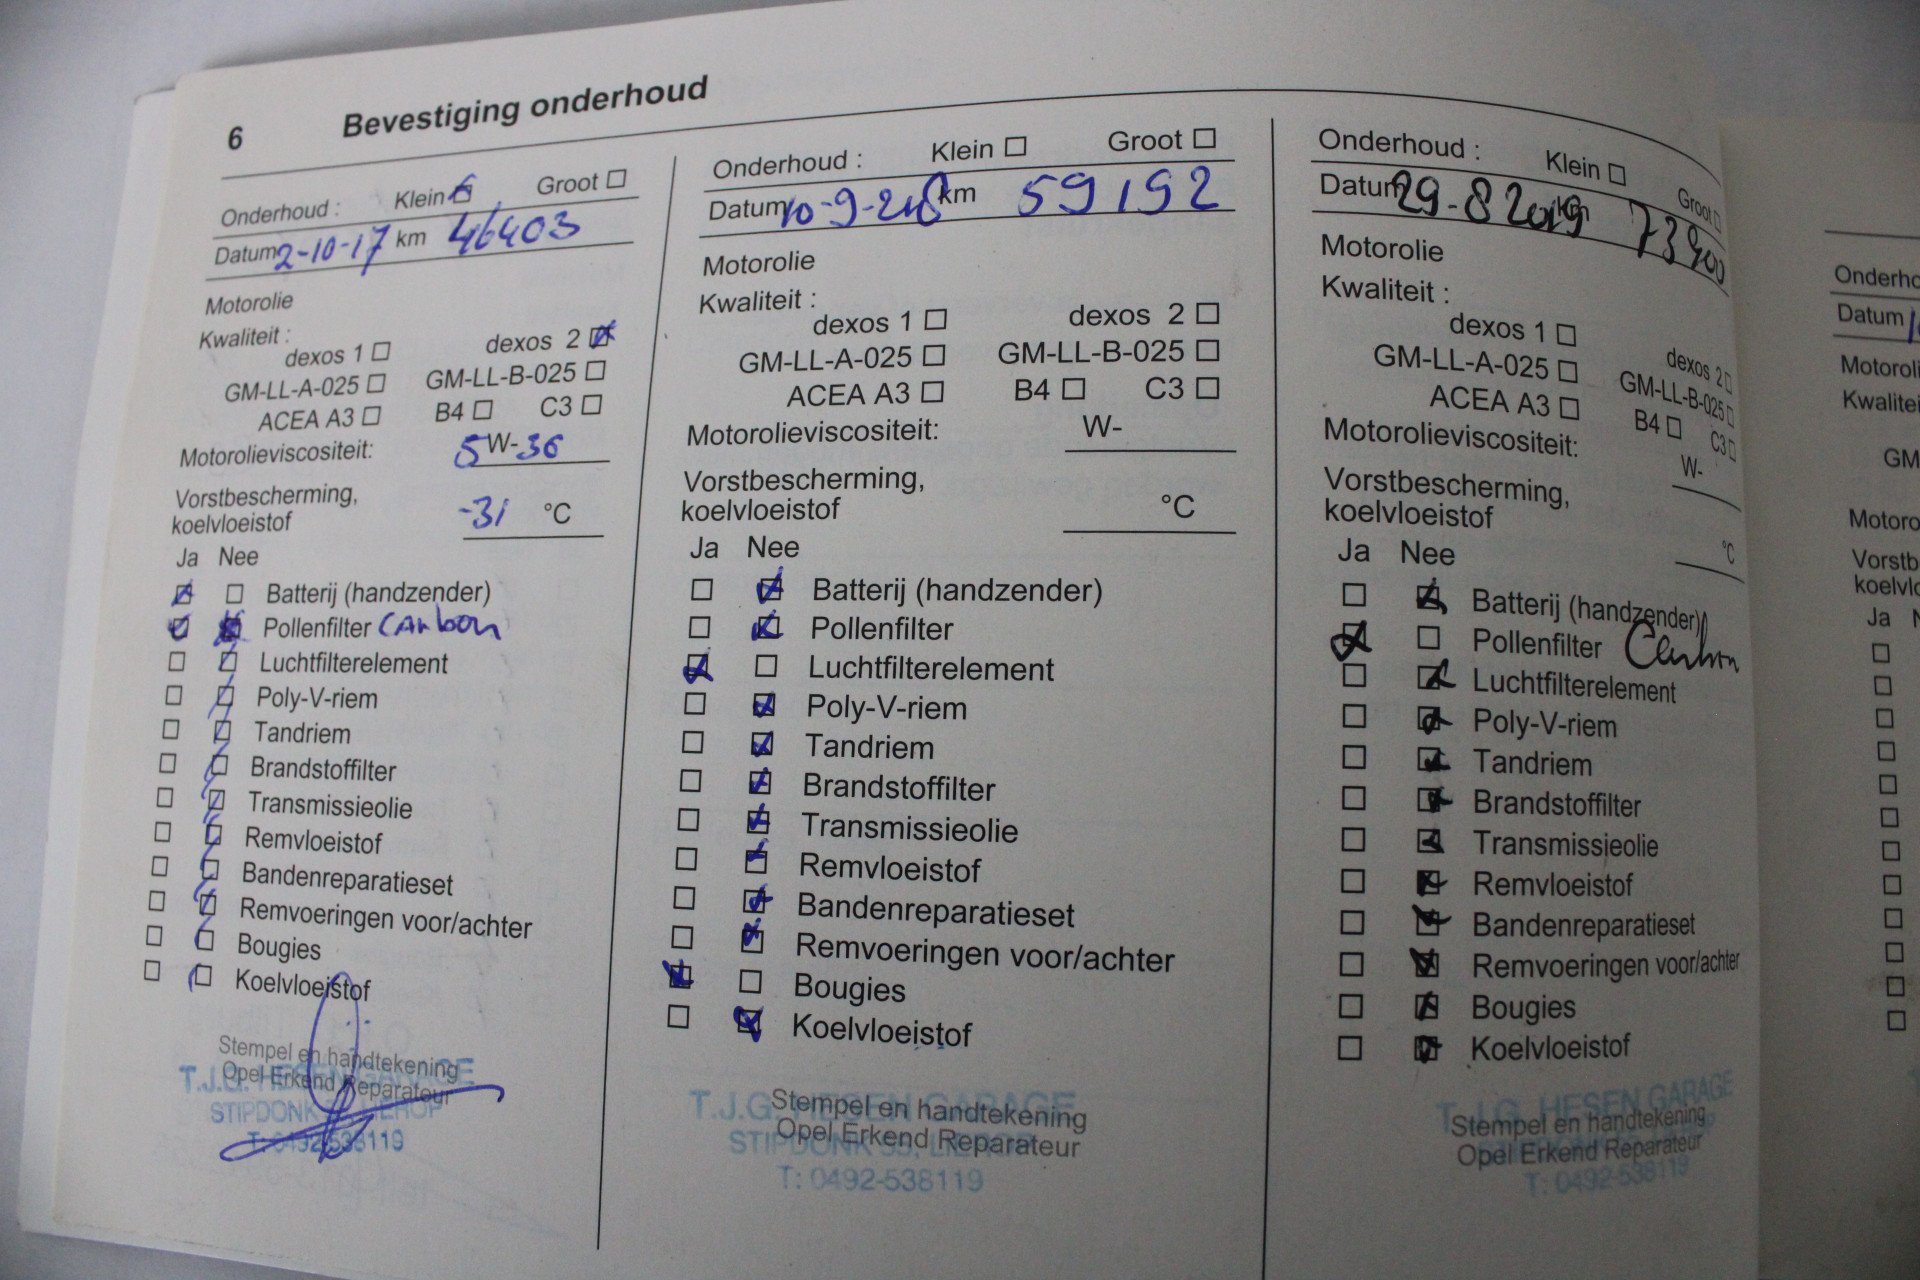 6 Bevestiging onderhoud
Onderhoud : Klein Groot
Datum 2-10-17 km 46403
Motorolie
Kwaliteit :
dexos 1 dexos 2
GM-LL-A-025 GM-LL-B-025
ACEA A3 B4 C3
Motorolieviscositeit: 5 W-30
Vorstbescherming,
koelvloeistof -31 °C
Ja Nee
Batterij (handzender)
Pollenfilter Carbon
Luchtfilterelement
Poly-V-riem
Tandriem
Brandstoffilter
Transmissieolie
Remvloeistof
Bandenreparatieset
Remvoeringen voor/achter
Bougies
Koelvloeistof
Stempel en handtekening
Opel Erkend Reparateur
T.J.G. HESEN GARAGE
STIPDONK LIEROP
T: 0492-538119
Onderhoud : Klein Groot
Datum 10-9-2018 km 59192
Motorolie
Kwaliteit :
dexos 1 dexos 2
GM-LL-A-025 GM-LL-B-025
ACEA A3 B4 C3
Motorolieviscositeit: W-
Vorstbescherming,
koelvloeistof °C
Ja Nee
Batterij (handzender)
Pollenfilter
Luchtfilterelement
Poly-V-riem
Tandriem
Brandstoffilter
Transmissieolie
Remvloeistof
Bandenreparatieset
Remvoeringen voor/achter
Bougies
Koelvloeistof
Stempel en handtekening
Opel Erkend Reparateur
T.J.G. HESEN GARAGE
STIPDONK LIEROP
T: 0492-538119
Onderhoud : Klein Groot
Datum 29-8 2019 km 73900
Motorolie
Kwaliteit :
dexos 1 dexos 2
GM-LL-A-025 GM-LL-B-025
ACEA A3 B4 C3
Motorolieviscositeit: W-
Vorstbescherming,
koelvloeistof °C
Ja Nee
Batterij (handzender)
Pollenfilter Carbon
Luchtfilterelement
Poly-V-riem
Tandriem
Brandstoffilter
Transmissieolie
Remvloeistof
Bandenreparatieset
Remvoeringen voor/achter
Bougies
Koelvloeistof
Stempel en handtekening
Opel Erkend Reparateur
T.J.G. HESEN GARAGE
T: 0492-538119
Datum
GM
Ja